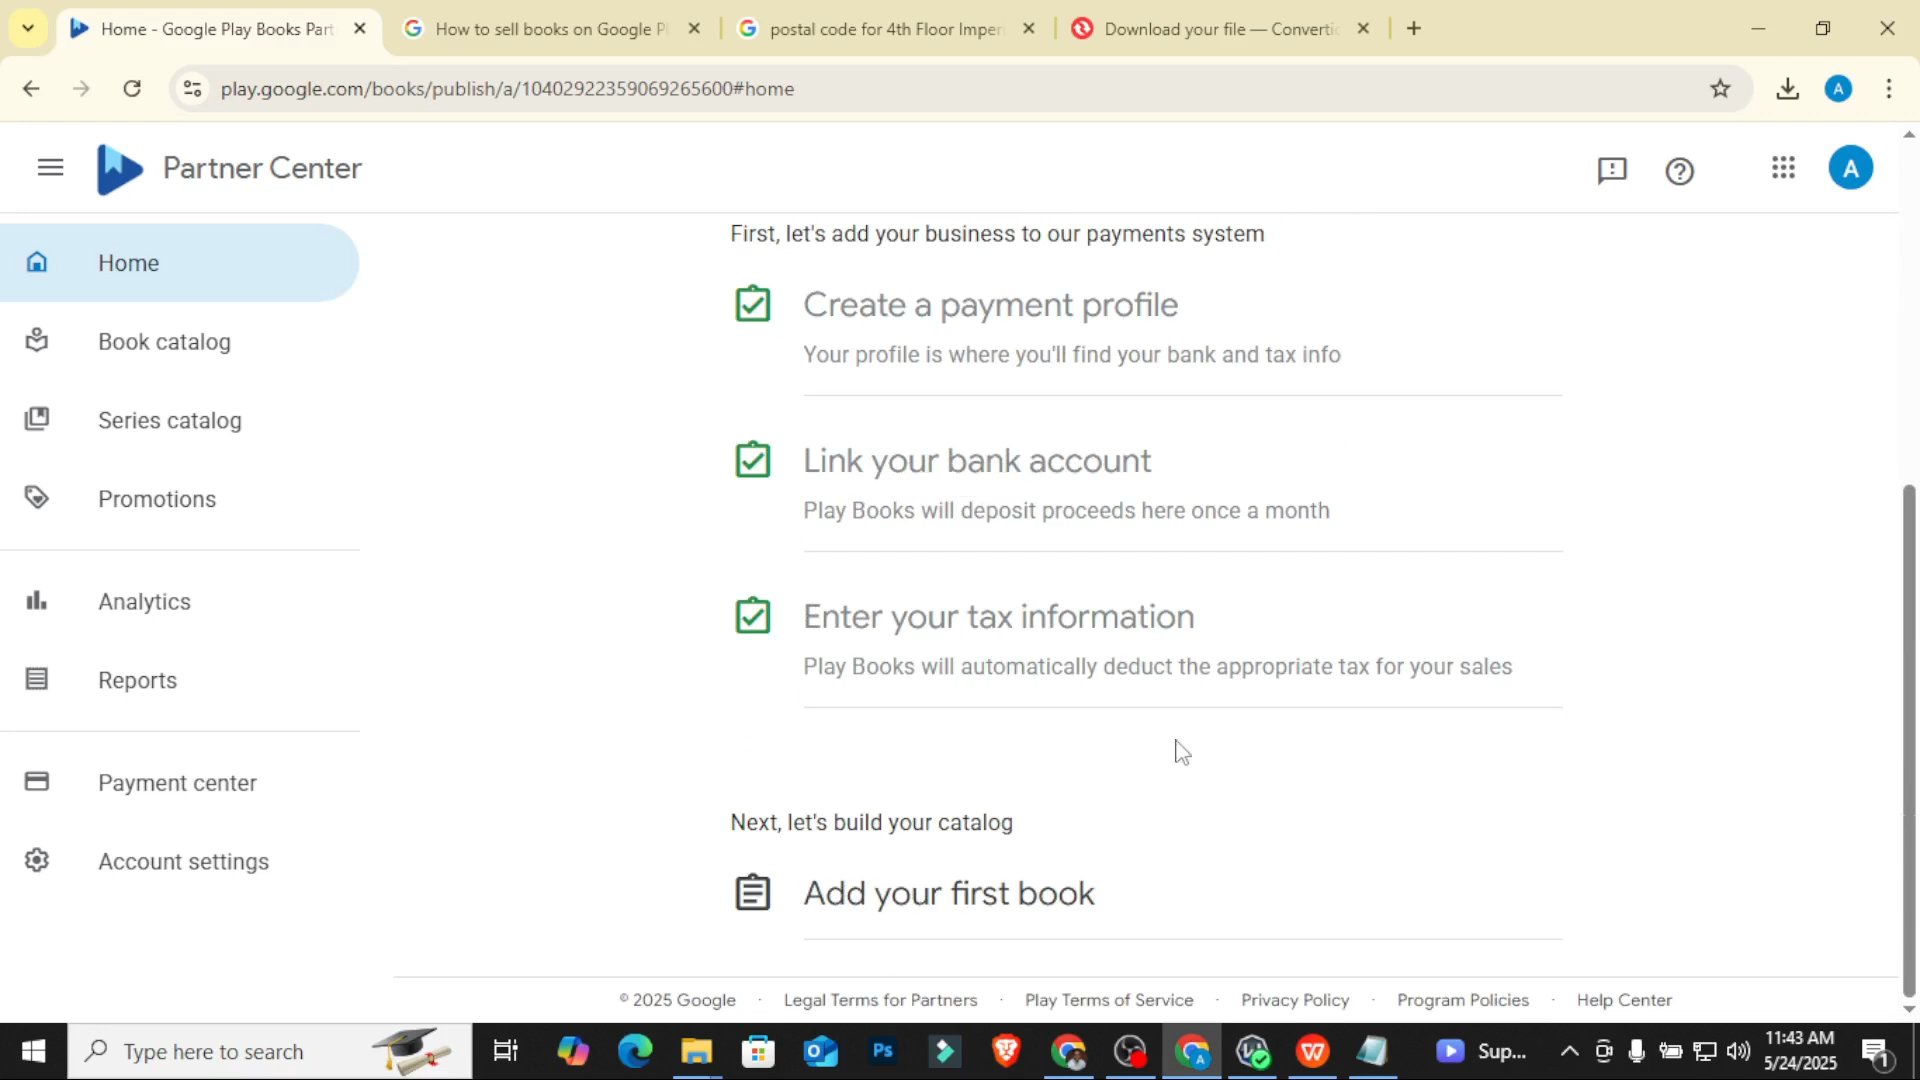 Home - Google Play Books Part
How to sell books on Google Pl
postal code for 4th Floor Imper
Download your file — Convertic
play.google.com/books/publish/a/10402922359069265600#home
A
Partner Center
A
First, let's add your business to our payments system
Home
Create a payment profile
Book catalog
Your profile is where you'll find your bank and tax info
Series catalog
Link your bank account
Promotions
Play Books will deposit proceeds here once a month
Analytics
Enter your tax information
Reports
Play Books will automatically deduct the appropriate tax for your sales
Payment center
Next, let's build your catalog
Account settings
Add your first book
© 2025 Google · Legal Terms for Partners · Play Terms of Service · Privacy Policy · Program Policies · Help Center
Type here to search
Ps
Sup...
11:43 AM
5/24/2025
1